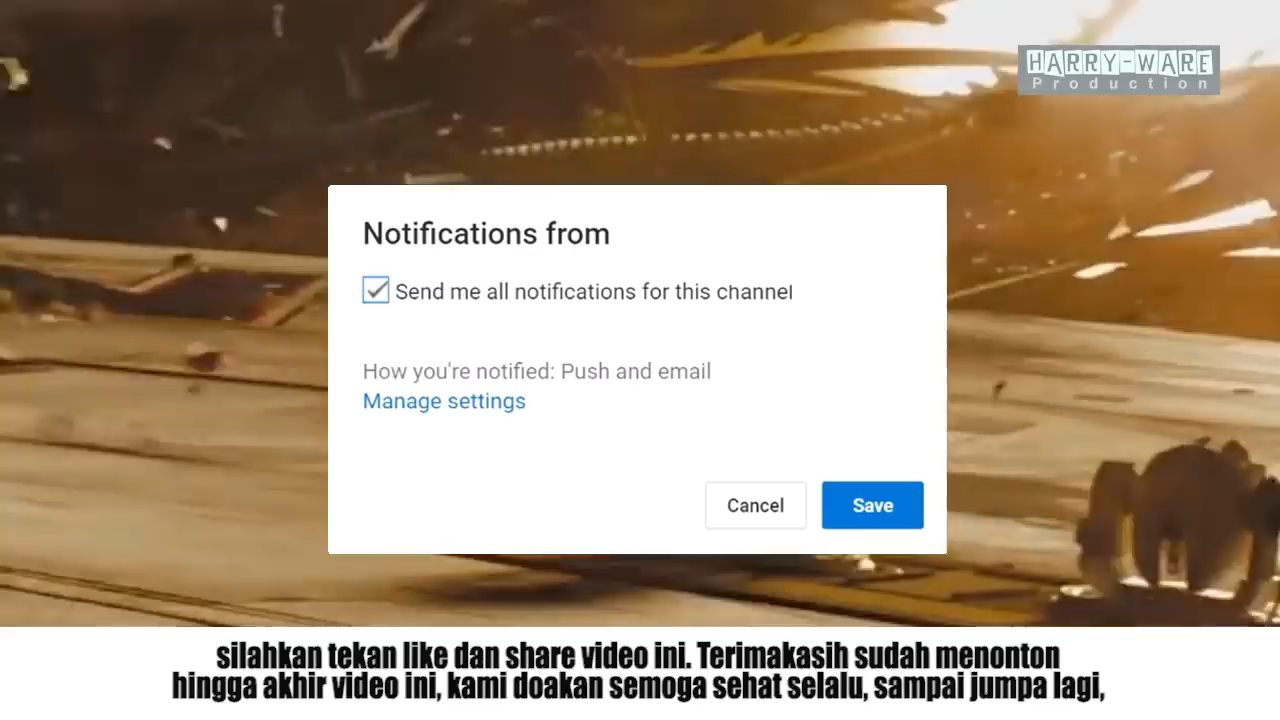 HARRY-WARE
Production
Notifications from
Send me all notifications for this channel
How you're notified: Push and email
Manage settings
Cancel
Save
silahkan tekan like dan share video ini. Terimakasih sudah menonton
hingga akhir video ini, kami doakan semoga sehat selalu, sampai jumpa lagi,